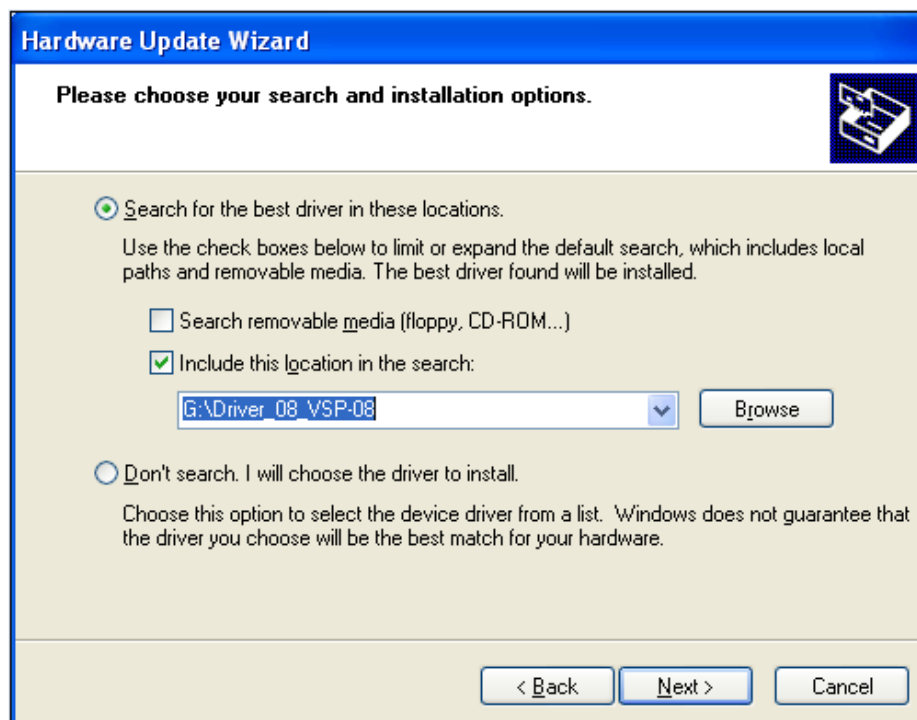 Hardware Update Wizard
Please choose your search and installation options.
Search for the best driver in these locations.
Use the check boxes below to limit or expand the default search, which includes local
paths and removable media. The best driver found will be installed.
Search removable media (floppy, CD-ROM...)
Include this location in the search:
G:\Driver_08_VSP-08
Browse
Don't search. I will choose the driver to install.
Choose this option to select the device driver from a list.  Windows does not guarantee that
the driver you choose will be the best match for your hardware.
< Back Next > Cancel